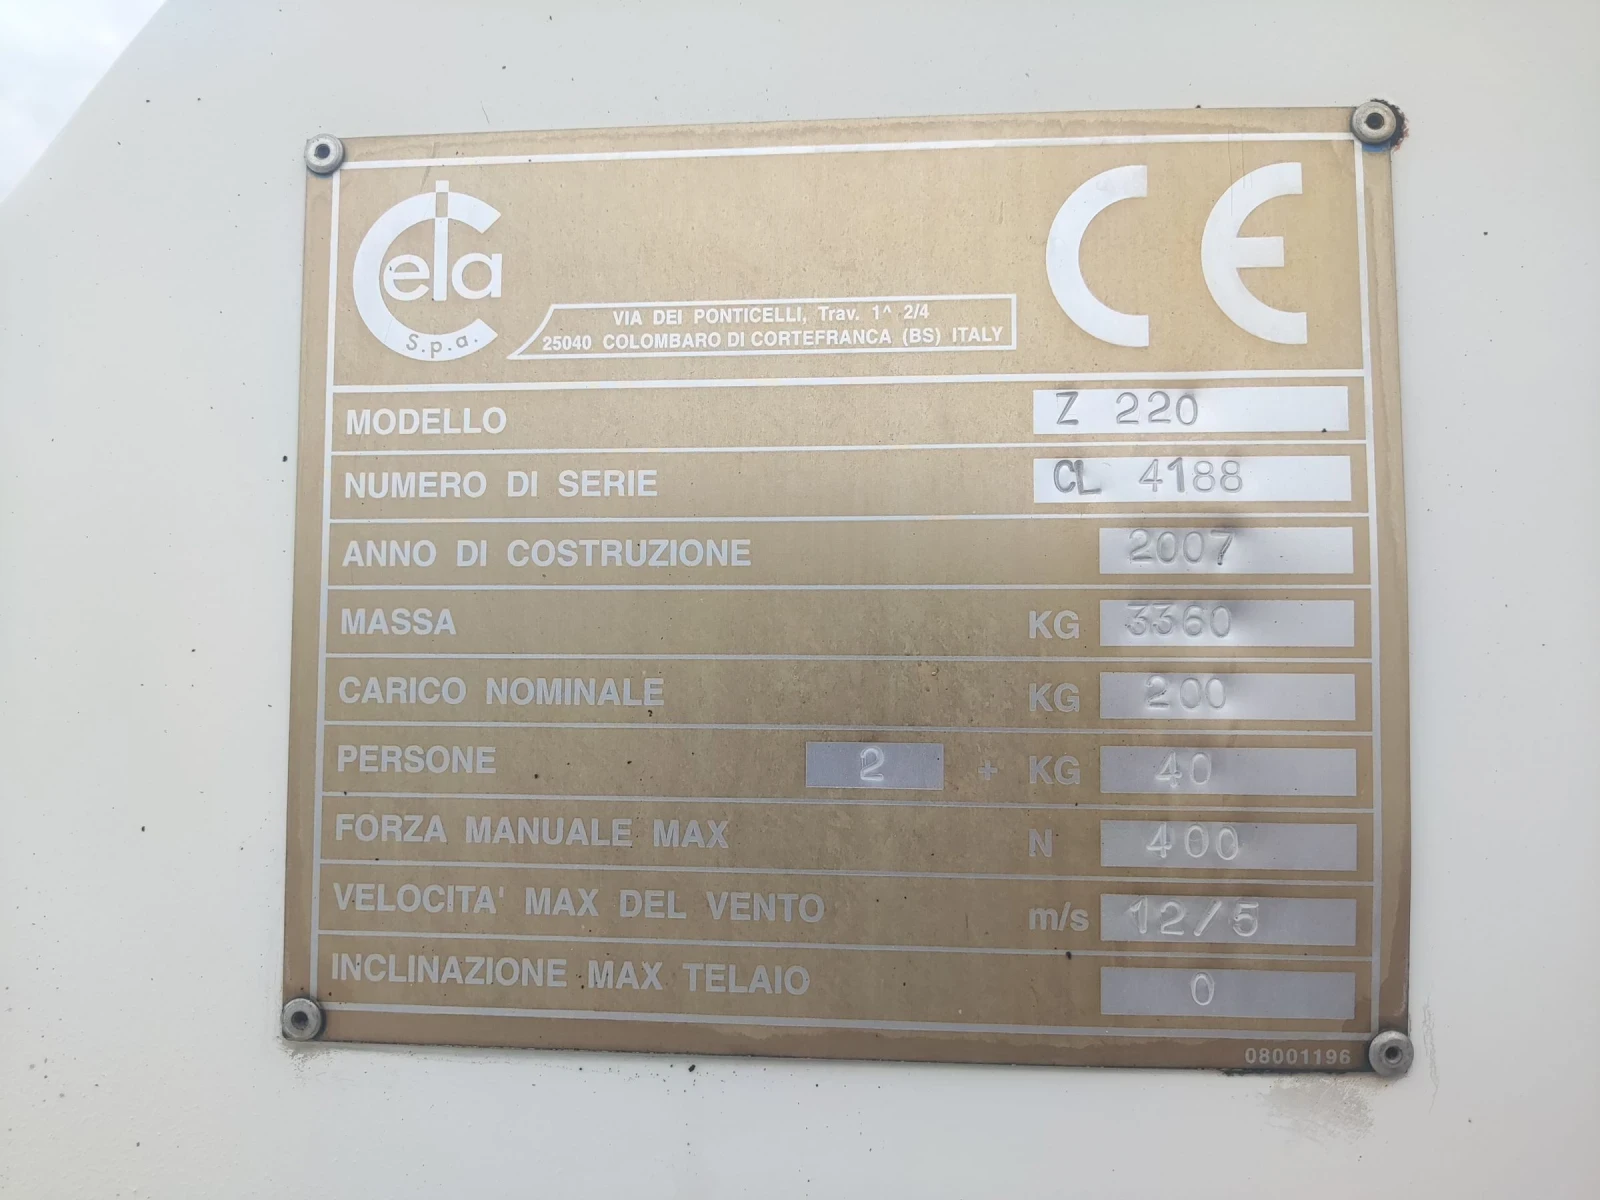 Cela
S.p.a.
VIA DEI PONTICELLI, Trav. 1^ 2/4
25040 COLOMBARO DI CORTEFRANCA (BS) ITALY
CE
MODELLO Z 220
NUMERO DI SERIE CL 4188
ANNO DI COSTRUZIONE 2007
MASSA KG 3360
CARICO NOMINALE KG 200
PERSONE 2 + KG 40
FORZA MANUALE MAX N 400
VELOCITA' MAX DEL VENTO m/s 12/5
INCLINAZIONE MAX TELAIO 0
08001196